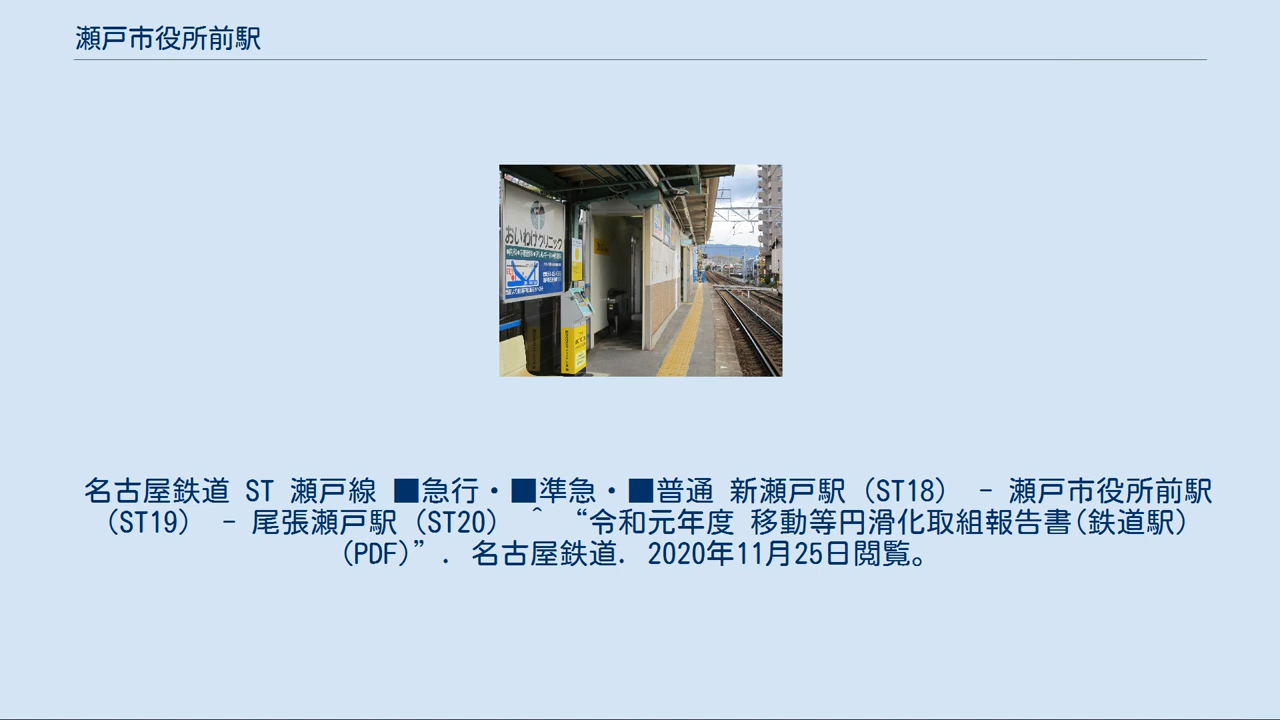 瀬戸市役所前駅
おいわけクリニック
名古屋鉄道 ST 瀬戸線 ■急行・■準急・■普通 新瀬戸駅 (ST18) - 瀬戸市役所前駅
(ST19) - 尾張瀬戸駅 (ST20) ^ “令和元年度 移動等円滑化取組報告書(鉄道駅)
(PDF)”. 名古屋鉄道. 2020年11月25日閲覧。